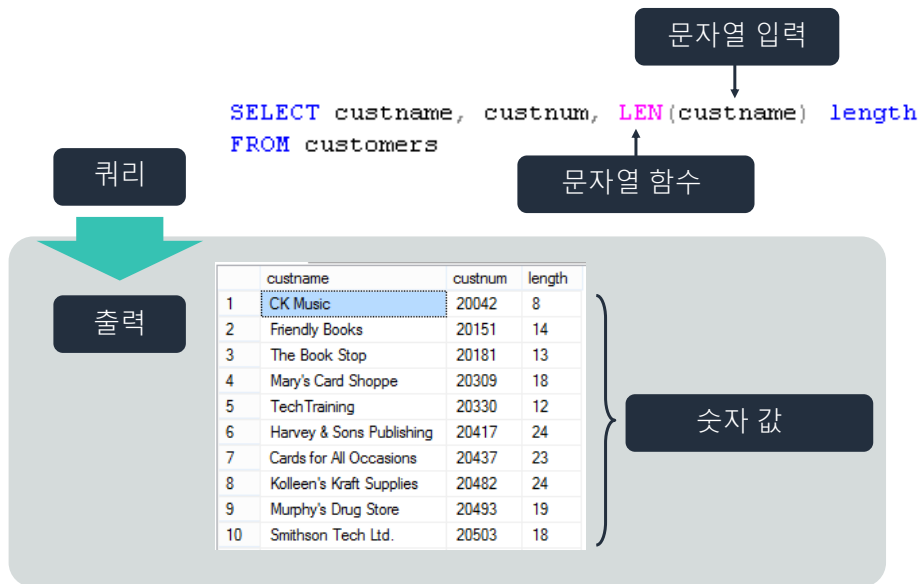 문자열 입력
SELECT custname, custnum, LEN(custname) length
FROM customers
쿼리
문자열 함수
출력
custname custnum length
1 CK Music 20042 8
2 Friendly Books 20151 14
3 The Book Stop 20181 13
4 Mary's Card Shoppe 20309 18
5 TechTraining 20330 12
6 Harvey & Sons Publishing 20417 24
7 Cards for All Occasions 20437 23
8 Kolleen's Kraft Supplies 20482 24
9 Murphy's Drug Store 20493 19
10 Smithson Tech Ltd. 20503 18
숫자 값